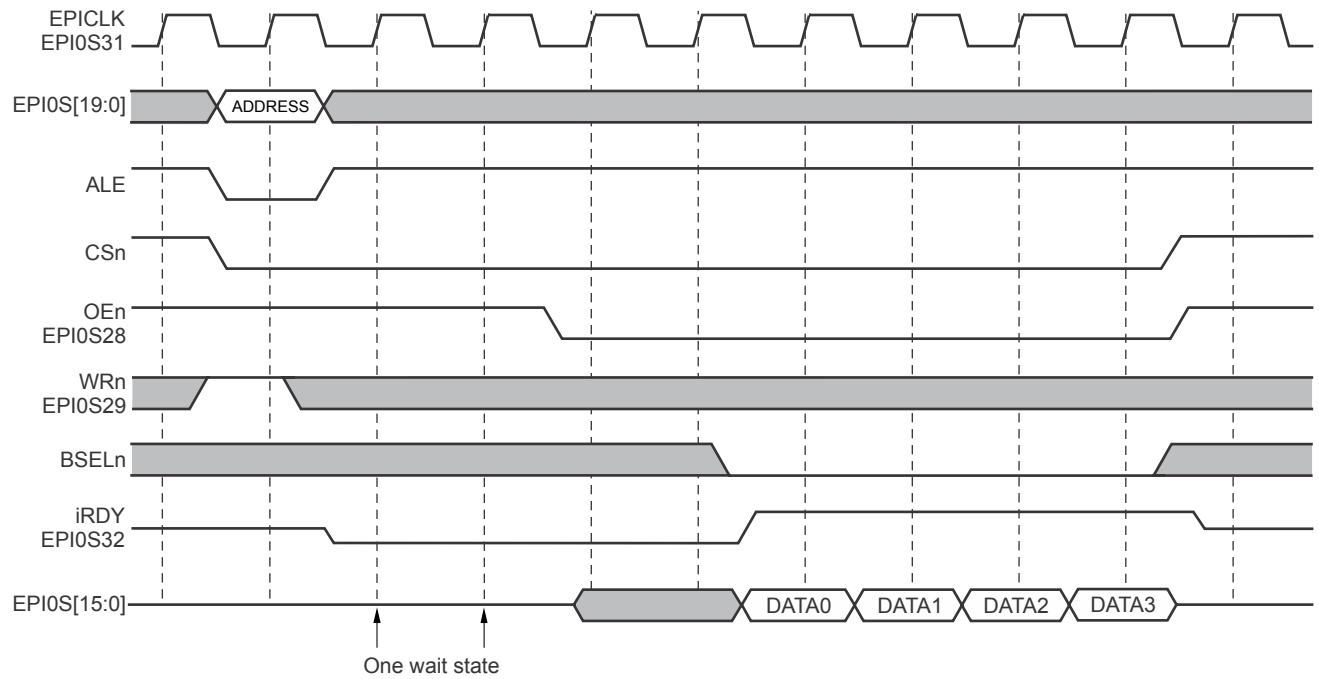 EPICLK
EPI0S31
EPI0S[19:0]
ADDRESS
ALE
CSn
OEn
EPI0S28
WRn
EPI0S29
BSELn
iRDY
EPI0S32
EPI0S[15:0]
DATA0 DATA1 DATA2 DATA3
One wait state